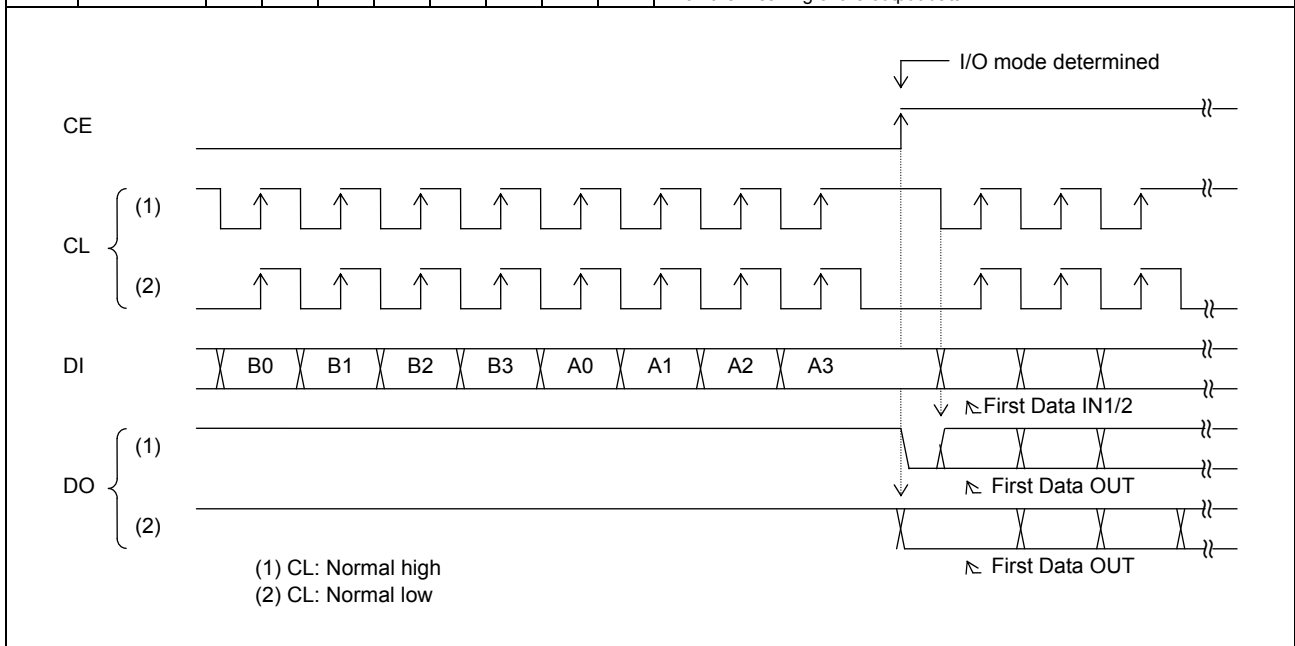 I/O mode determined
CE
CL
(1)
(2)
DI
B0 B1 B2 B3 A0 A1 A2 A3
First Data IN1/2
DO
(1)
First Data OUT
(2)
First Data OUT
(1) CL: Normal high
(2) CL: Normal low